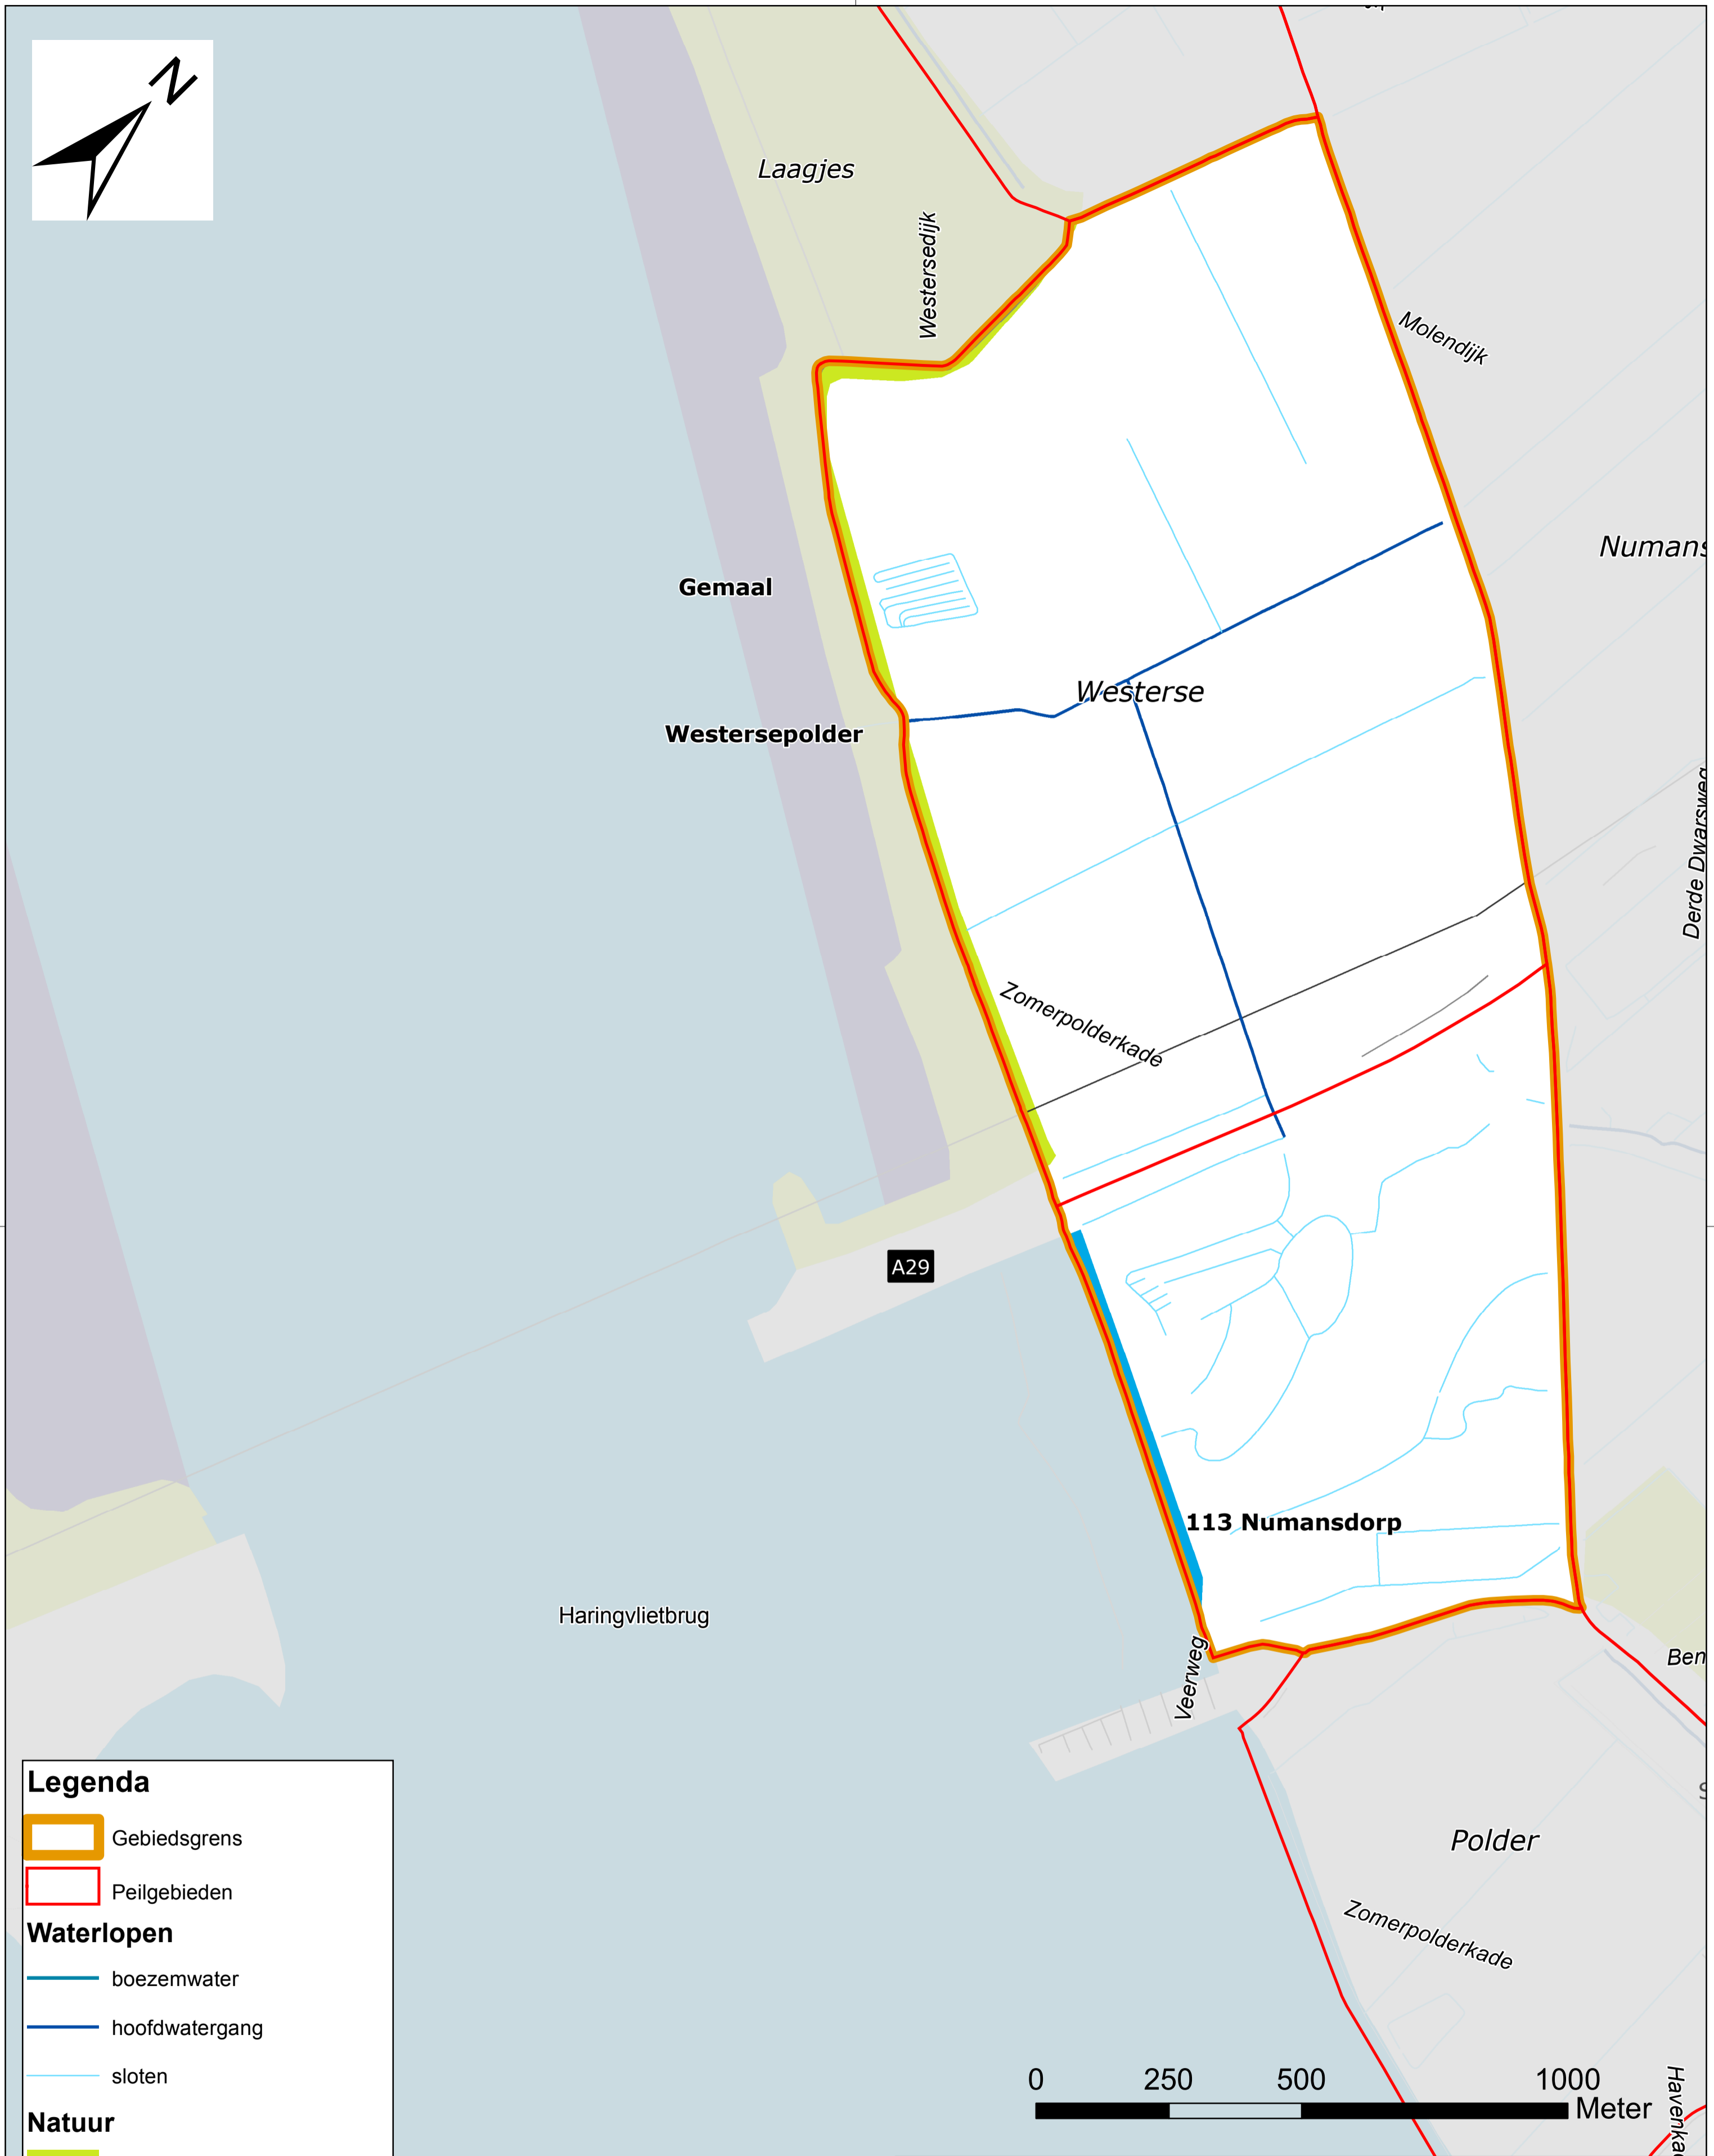 N
Laagjes
Westersedijk
Molendijk
Numans
Gemaal
Westersepolder
Westerse
Derde Dwarsweg
Zomerpolderkade
A29
113 Numansdorp
Haringvlietbrug
Veerweg
Ben
Polder
Zomerpolderkade
Legenda
Gebiedsgrens
Peilgebieden
Waterlopen
boezemwater
hoofdwatergang
sloten
Natuur
0 250 500 1000
Meter